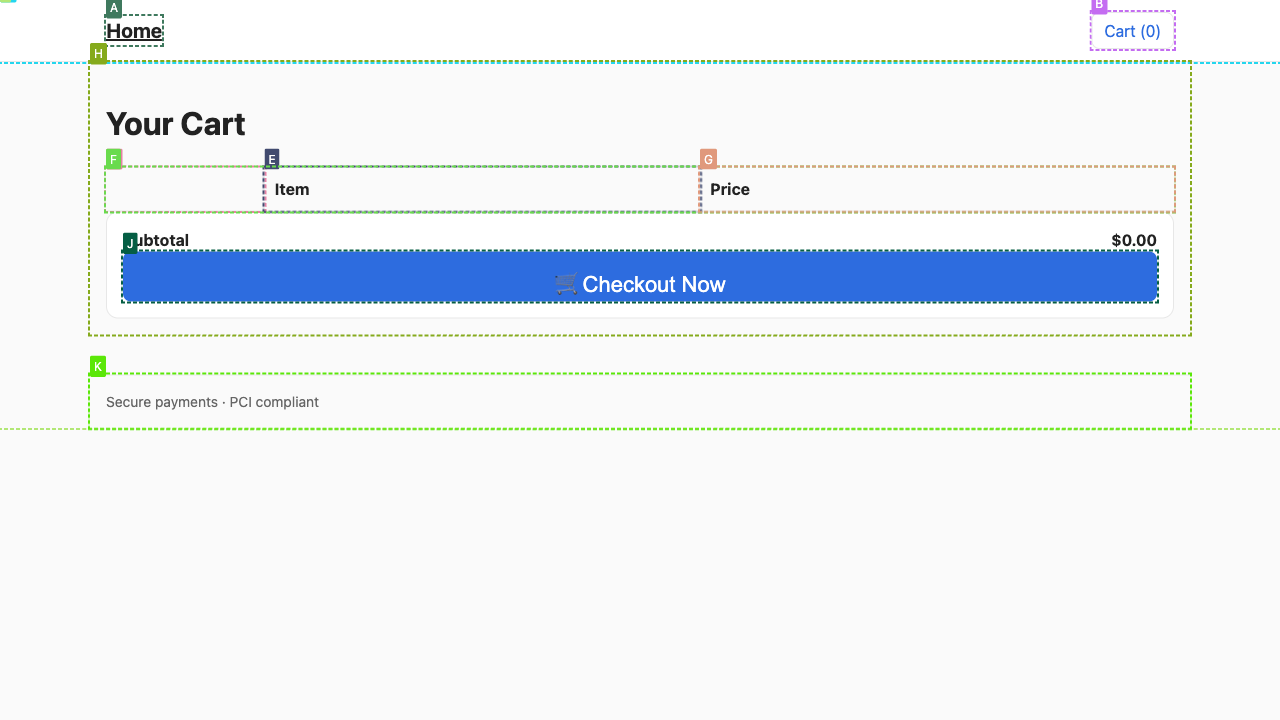 A
Home
B
Cart (0)
H
Your Cart
F
E
Item
G
Price
J
ubtotal
$0.00
🛒Checkout Now
K
Secure payments · PCI compliant